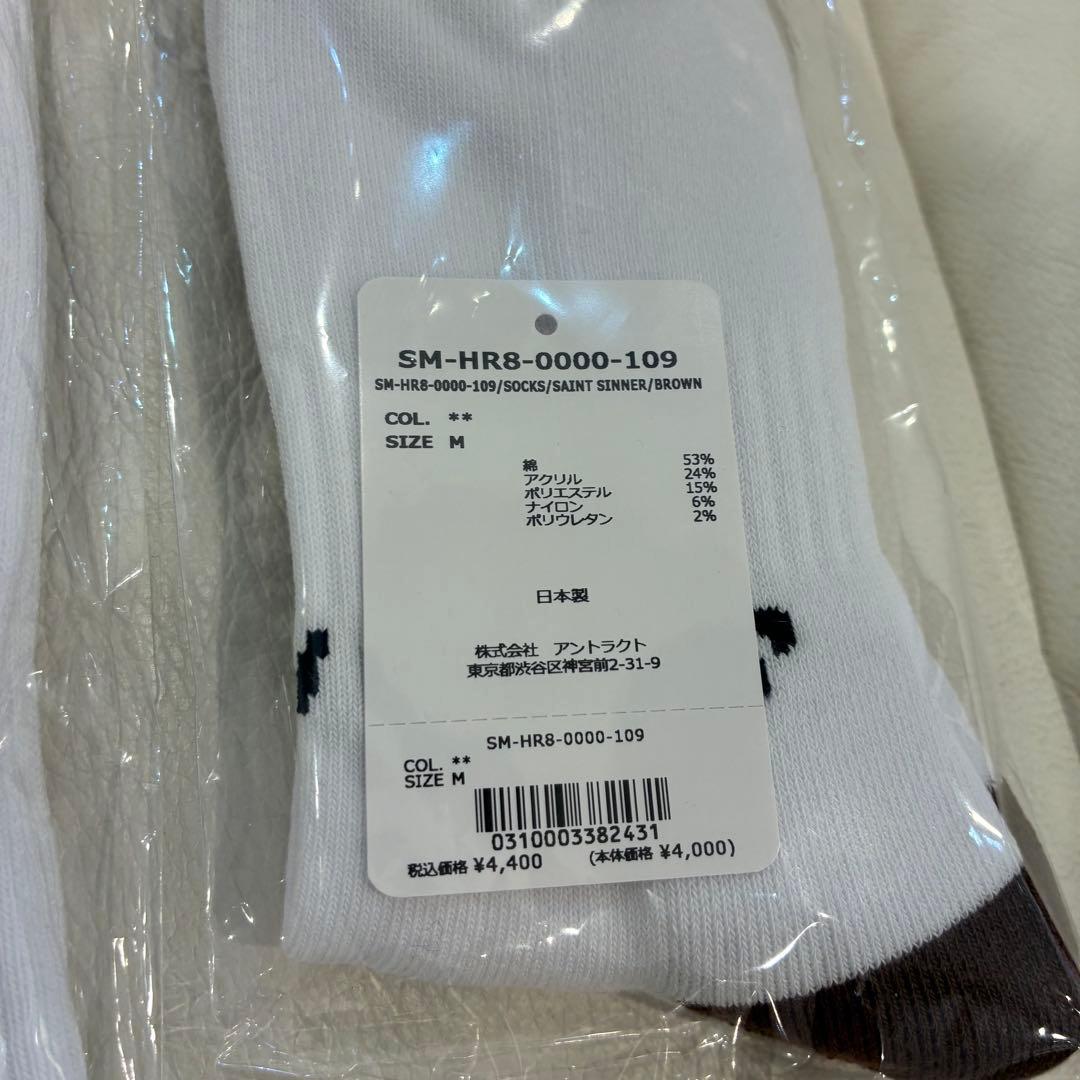 SM-HR8-0000-109
SM-HR8-0000-109/SOCKS/SAINT SINNER/BROWN
COL. **
SIZE M
綿 53%
アクリル 24%
ポリエステル 15%
ナイロン 6%
ポリウレタン 2%
日本製
株式会社 アントラクト
東京都渋谷区神宮前2-31-9
SM-HR8-0000-109
COL. **
SIZE M
0310003382431
税込価格 ¥4,400 (本体価格 ¥4,000)